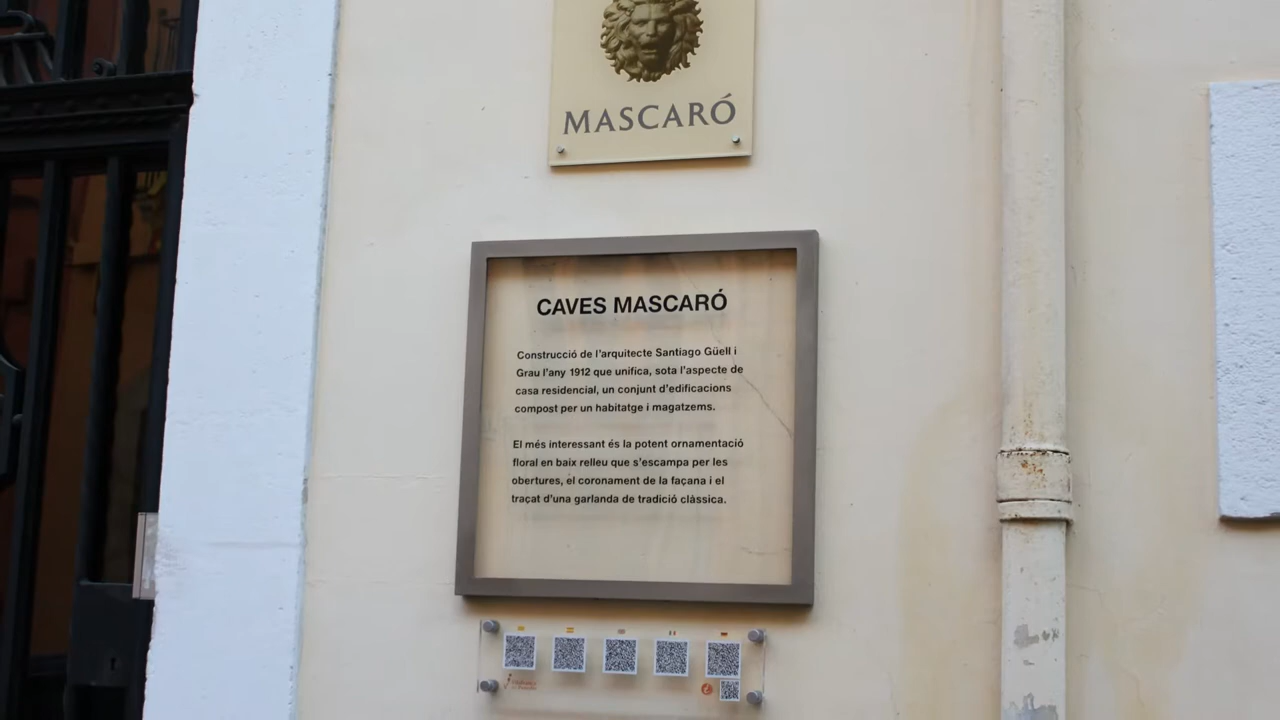 MASCARÓ
CAVES MASCARÓ
Construcció de l'arquitecte Santiago Güell i
Grau l'any 1912 que unifica, sota l'aspecte de
casa residencial, un conjunt d'edificacions
compost per un habitatge i magatzems.
El més interessant és la potent ornamentació
floral en baix relleu que s'escampa per les
obertures, el coronament de la façana i el
traçat d'una garlanda de tradició clàssica.